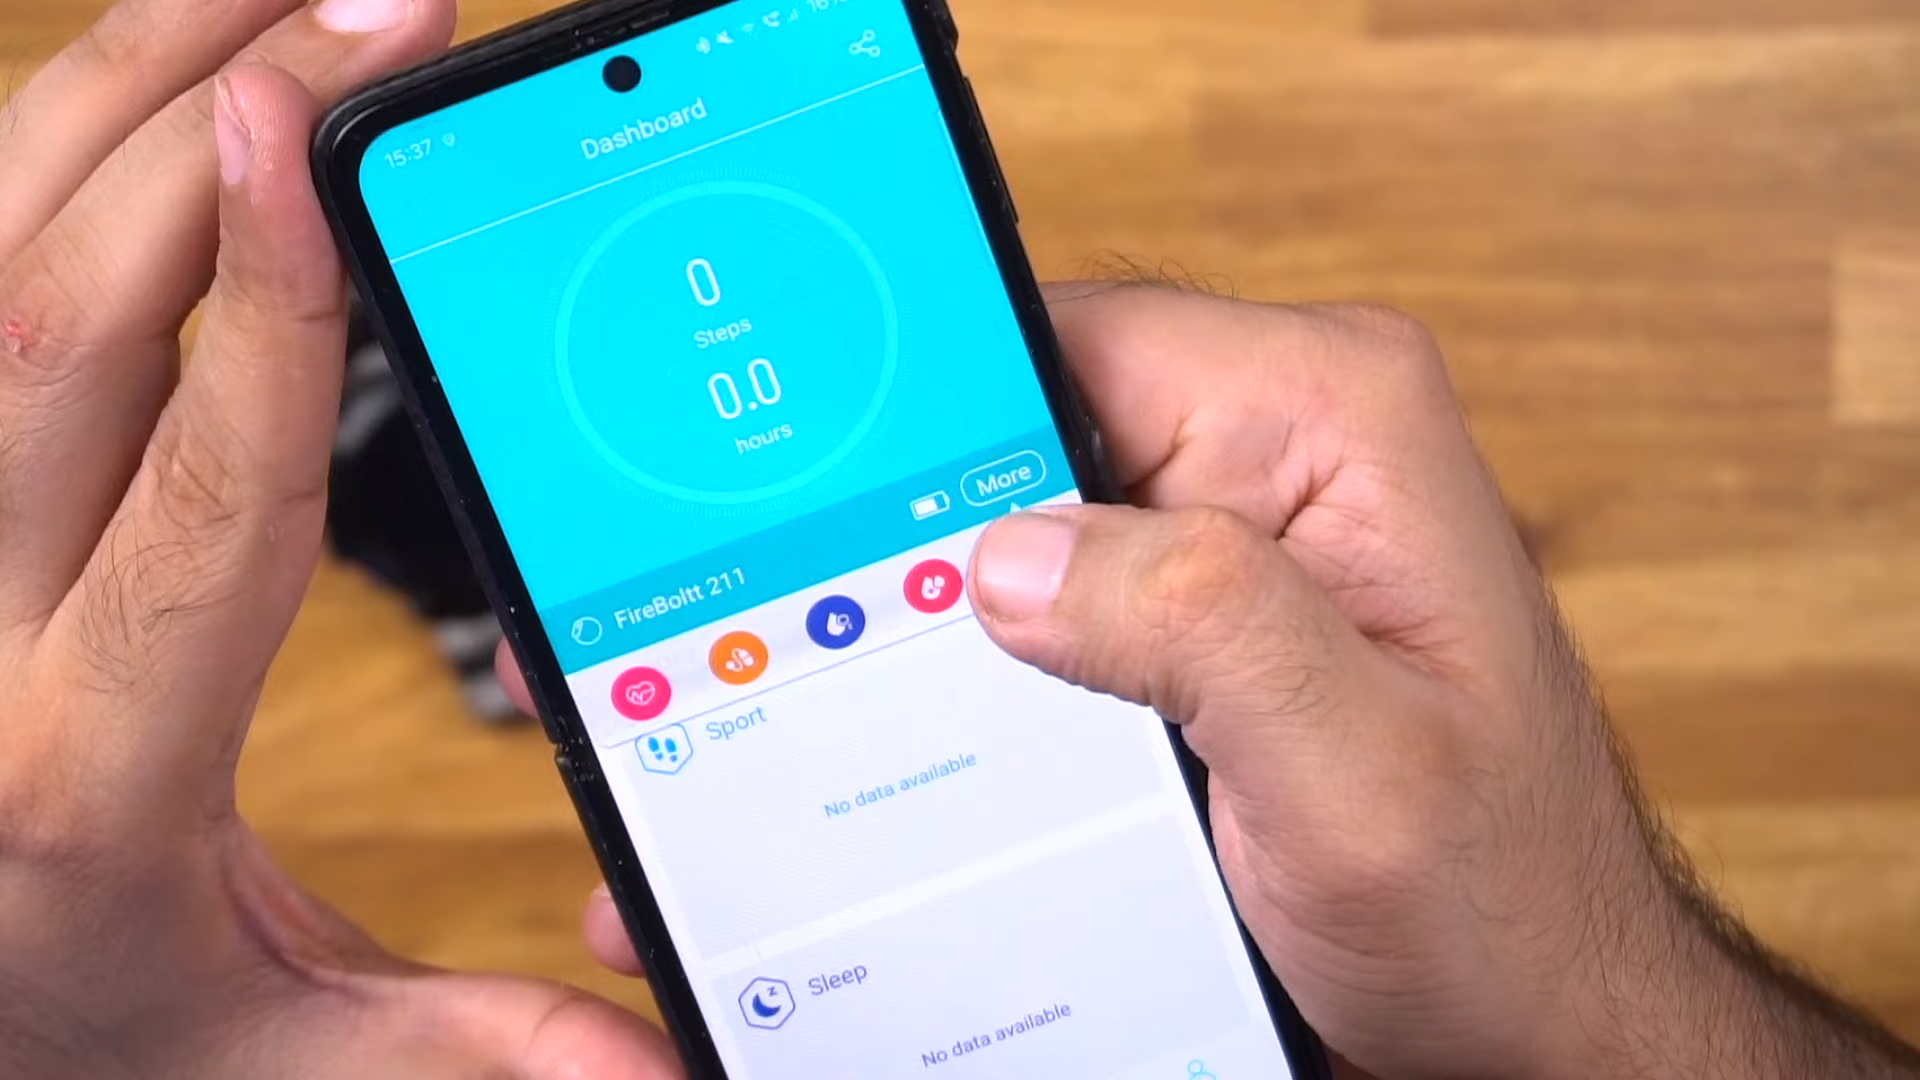 15:37
Dashboard
0
Steps
0.0
hours
More
FireBoltt 211
Sport
No data available
Sleep
No data available